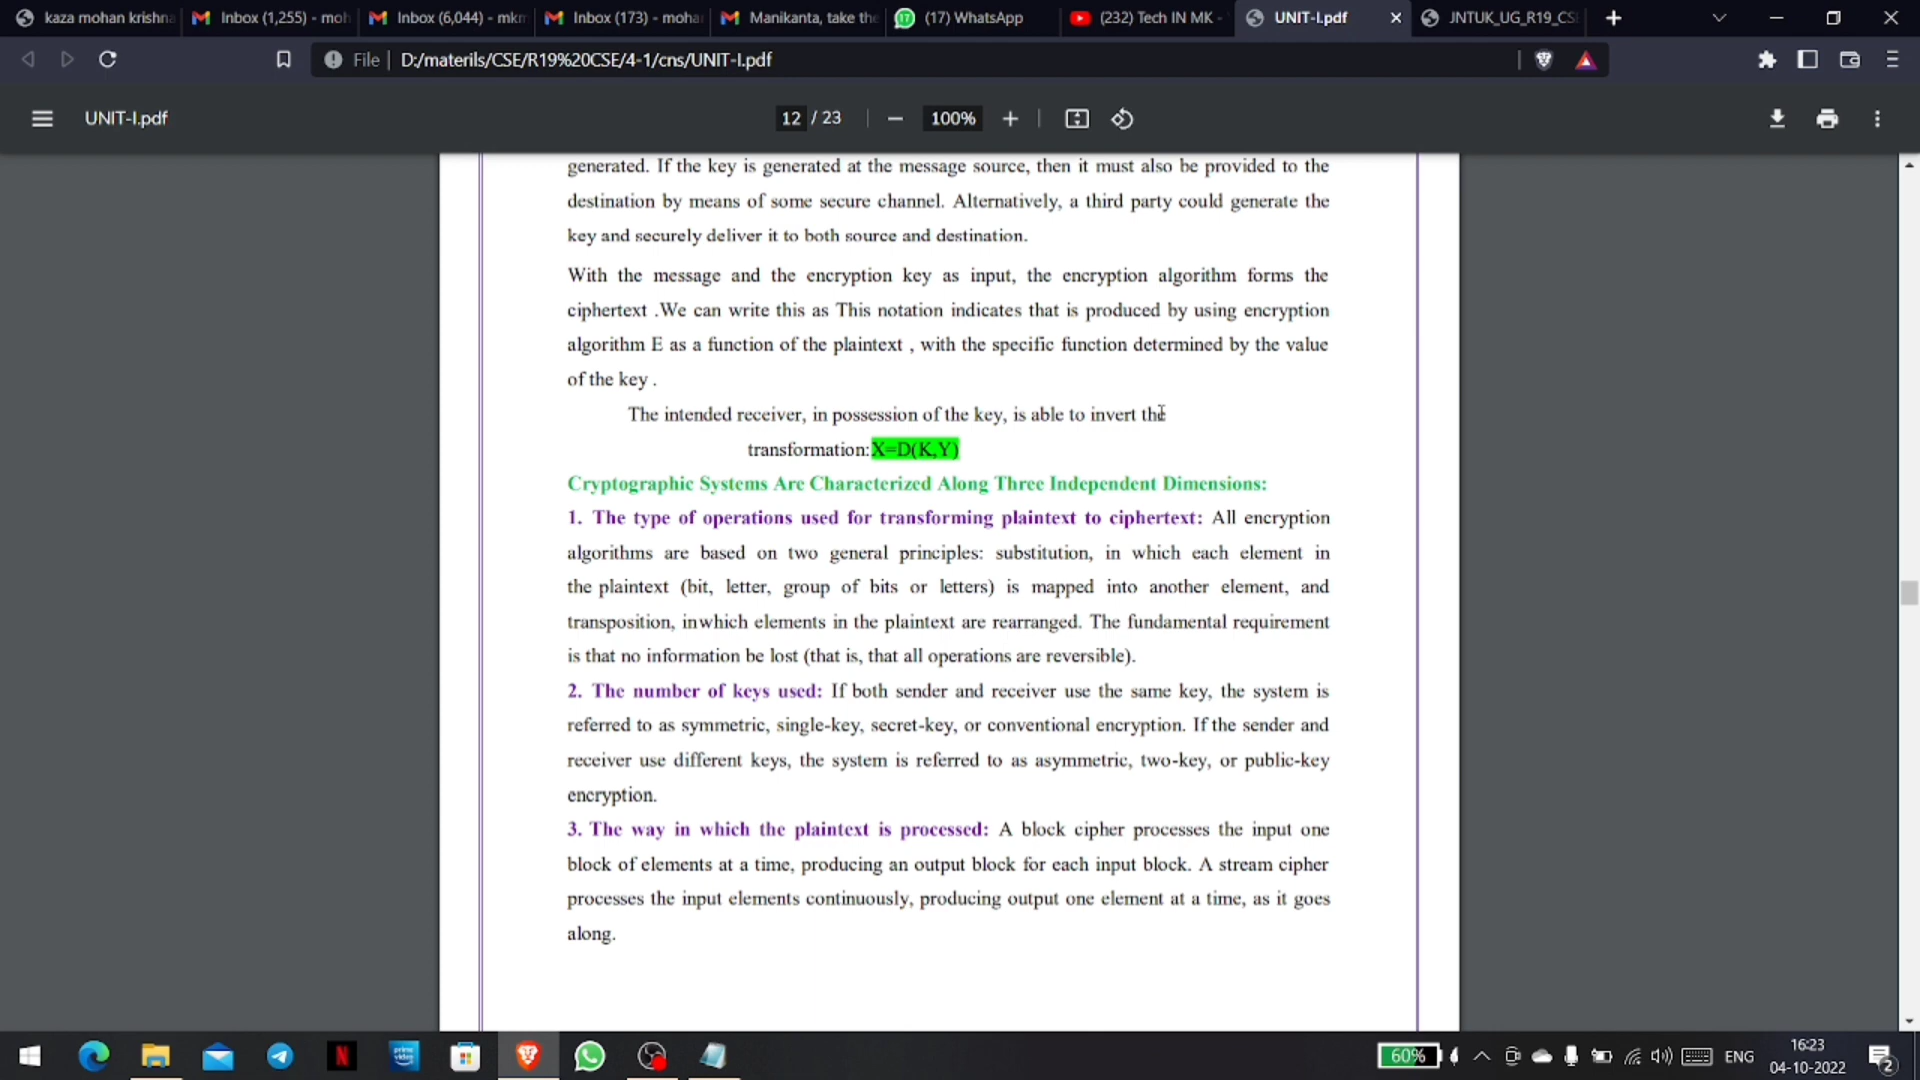 kaza mohan krishna
Inbox (1,255) - moh
Inbox (6,044) - mkm
Inbox (173) - moha
Manikanta, take the
(17) WhatsApp
(232) Tech IN MK -
UNIT-I.pdf
JNTUK_UG_R19_CS
File
D:/materils/CSE/R19%20CSE/4-1/cns/UNIT-I.pdf
UNIT-I.pdf
12 / 23
100%
generated. If the key is generated at the message source, then it must also be provided to the
destination by means of some secure channel. Alternatively, a third party could generate the
key and securely deliver it to both source and destination.
With the message and the encryption key as input, the encryption algorithm forms the
ciphertext .We can write this as This notation indicates that is produced by using encryption
algorithm E as a function of the plaintext , with the specific function determined by the value
of the key .
The intended receiver, in possession of the key, is able to invert the
transformation:X=D(K,Y)
Cryptographic Systems Are Characterized Along Three Independent Dimensions:
1. The type of operations used for transforming plaintext to ciphertext: All encryption
algorithms are based on two general principles: substitution, in which each element in
the plaintext (bit, letter, group of bits or letters) is mapped into another element, and
transposition, inwhich elements in the plaintext are rearranged. The fundamental requirement
is that no information be lost (that is, that all operations are reversible).
2. The number of keys used: If both sender and receiver use the same key, the system is
referred to as symmetric, single-key, secret-key, or conventional encryption. If the sender and
receiver use different keys, the system is referred to as asymmetric, two-key, or public-key
encryption.
3. The way in which the plaintext is processed: A block cipher processes the input one
block of elements at a time, producing an output block for each input block. A stream cipher
processes the input elements continuously, producing output one element at a time, as it goes
along.
prime video
60%
ENG
16:23
04-10-2022
2